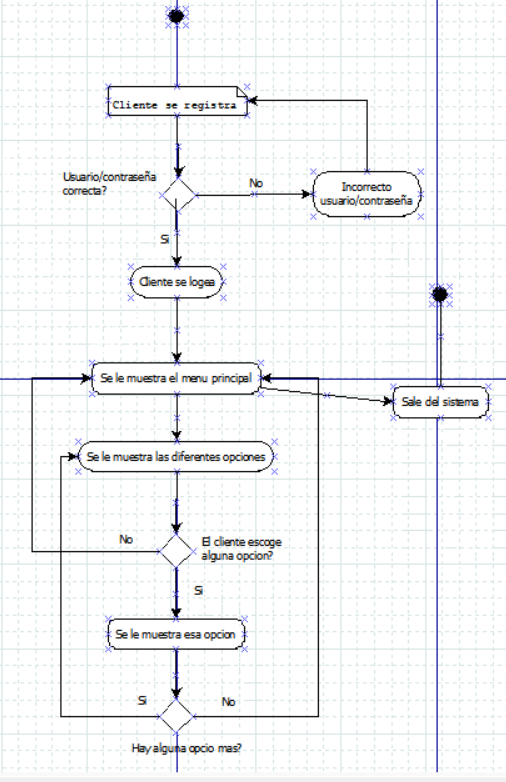 Cliente se registra
Usuario/contraseña
correcta?
No
Incorrecto
usuario/contraseña
Si
Cliente se logea
Se le muestra el menu principal
Sale del sistema
Se le muestra las diferentes opciones
No
El cliente escoge
alguna opcion?
Si
Se le muestra esa opcion
Si
No
Hay alguna opcio mas?